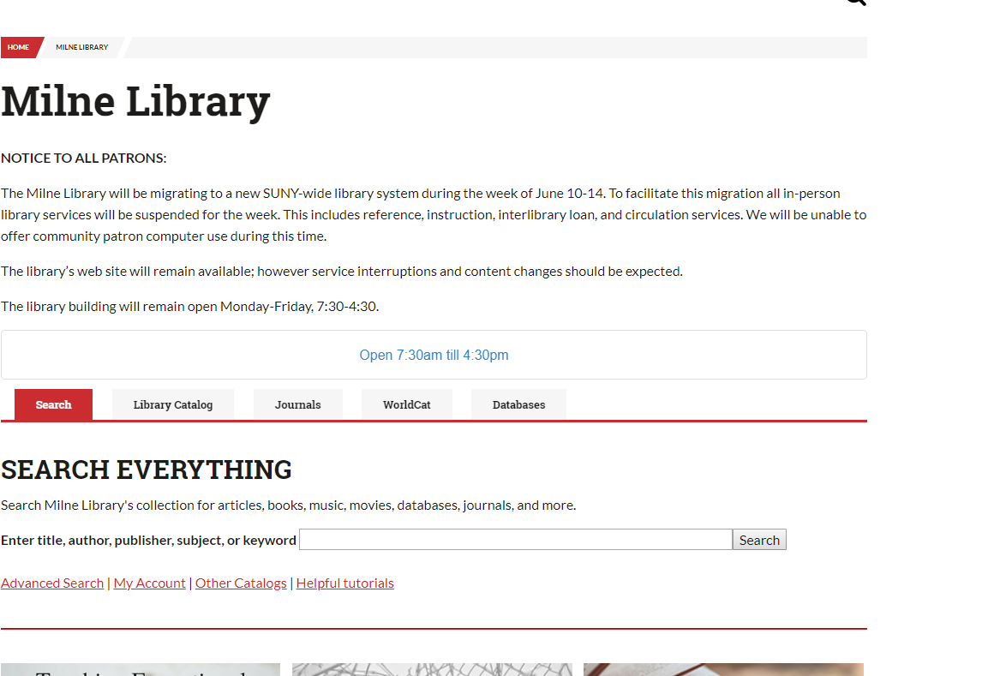 HOME MILNE LIBRARY
Milne Library
NOTICE TO ALL PATRONS:
The Milne Library will be migrating to a new SUNY-wide library system during the week of June 10-14. To facilitate this migration all in-person
library services will be suspended for the week. This includes reference, instruction, interlibrary loan, and circulation services. We will be unable to
offer community patron computer use during this time.
The library’s web site will remain available; however service interruptions and content changes should be expected.
The library building will remain open Monday-Friday, 7:30-4:30.
Open 7:30am till 4:30pm
Search Library Catalog Journals WorldCat Databases
SEARCH EVERYTHING
Search Milne Library's collection for articles, books, music, movies, databases, journals, and more.
Enter title, author, publisher, subject, or keyword Search
Advanced Search | My Account | Other Catalogs | Helpful tutorials